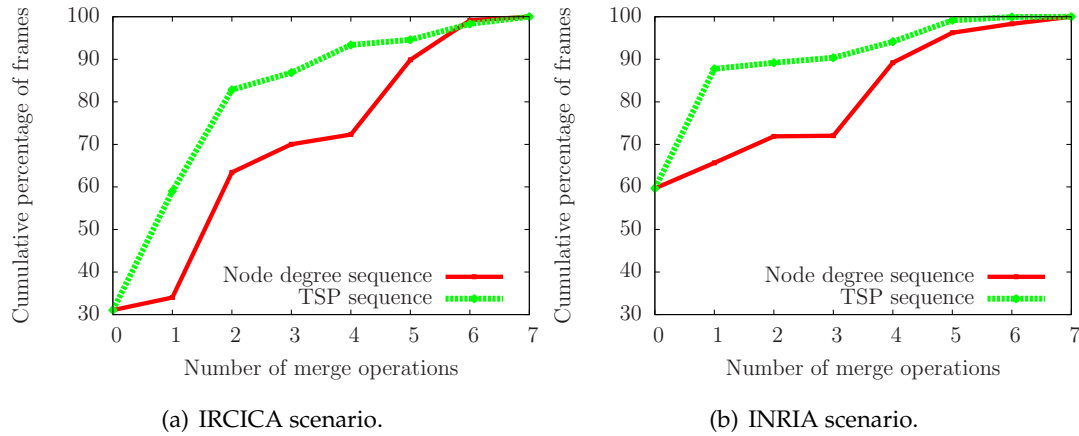 Cumulative percentage of frames
100
90
80
70
60
50
40
30
0 1 2 3 4 5 6 7
Number of merge operations
Node degree sequence
TSP sequence
(a) IRCICA scenario.
Cumulative percentage of frames
100
90
80
70
60
50
40
30
0 1 2 3 4 5 6 7
Number of merge operations
Node degree sequence
TSP sequence
(b) INRIA scenario.